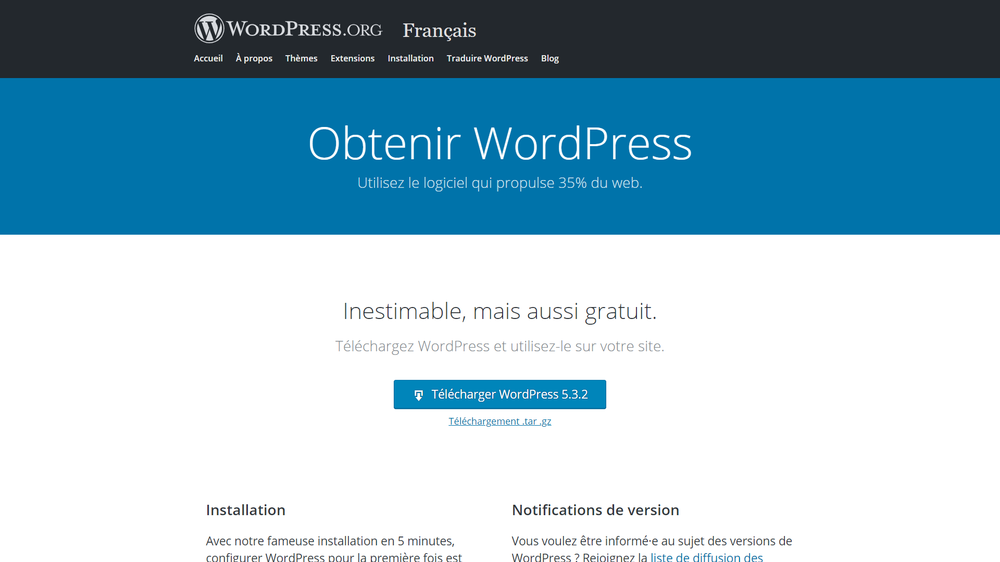 WORDPRESS.ORG Français
Accueil À propos Thèmes Extensions Installation Traduire WordPress Blog
Obtenir WordPress
Utilisez le logiciel qui propulse 35% du web.
Inestimable, mais aussi gratuit.
Téléchargez WordPress et utilisez-le sur votre site.
Télécharger WordPress 5.3.2
Téléchargement .tar .gz
Installation
Avec notre fameuse installation en 5 minutes,
configurer WordPress pour la première fois est
Notifications de version
Vous voulez être informé·e au sujet des versions de
WordPress ? Rejoignez la liste de diffusion des